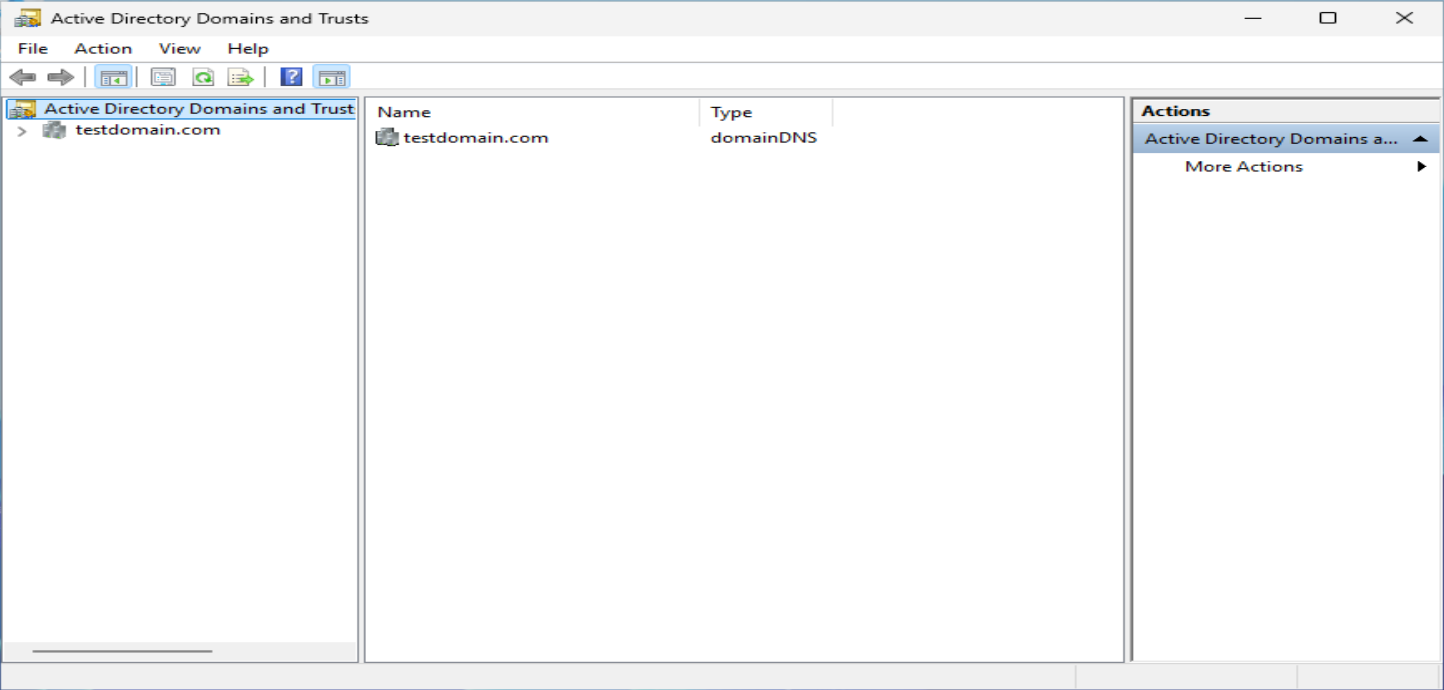 Active Directory Domains and Trusts
File Action View Help
Active Directory Domains and Trust
testdomain.com
Name Type
testdomain.com domainDNS
Actions
Active Directory Domains a...
More Actions